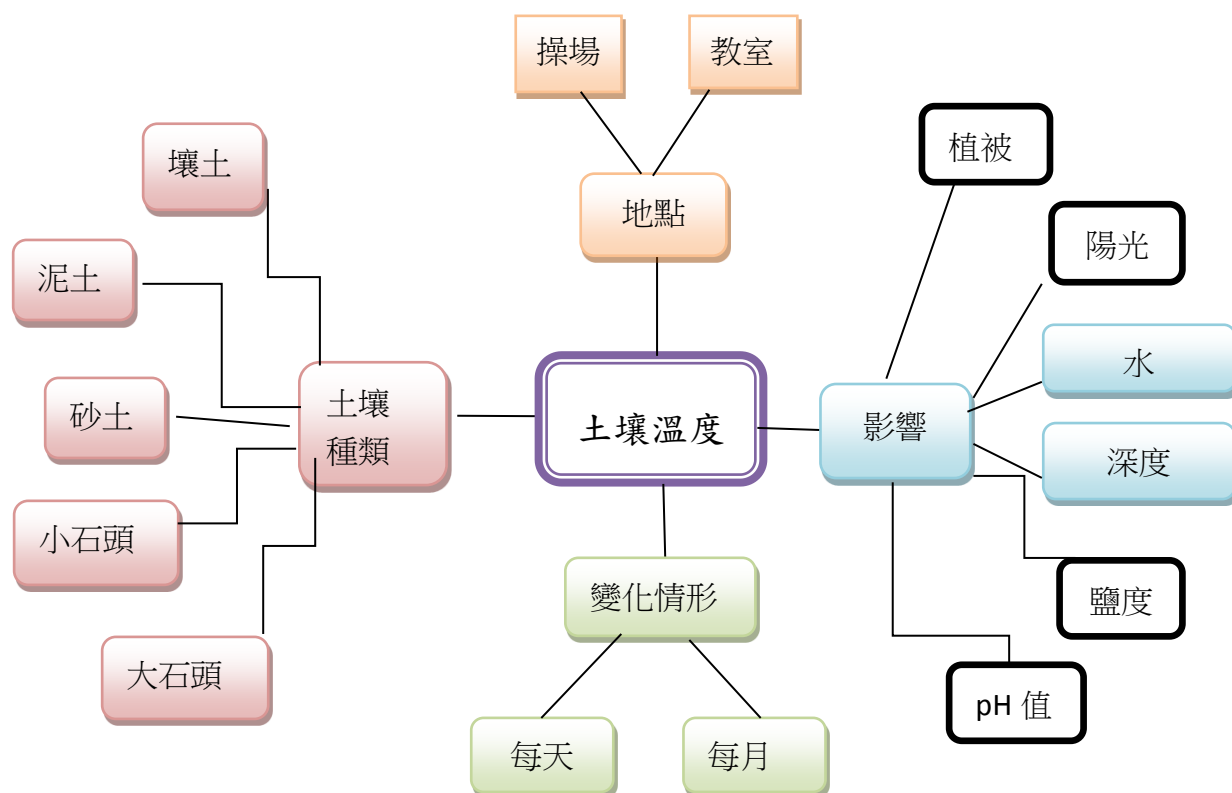 操場
教室
植被
壤土
地點
陽光
泥土
水
砂土
土壤
種類
土壤溫度
影響
深度
小石頭
變化情形
鹽度
大石頭
pH 值
每天
每月